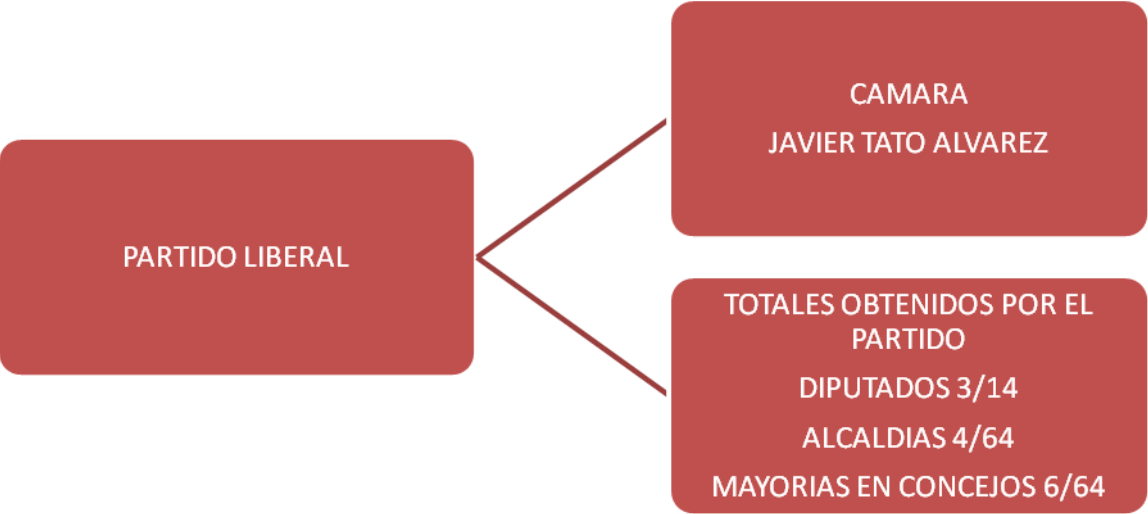 PARTIDO LIBERAL
CAMARA
JAVIER TATO ALVAREZ
TOTALES OBTENIDOS POR EL
PARTIDO
DIPUTADOS 3/14
ALCALDIAS 4/64
MAYORIAS EN CONCEJOS 6/64